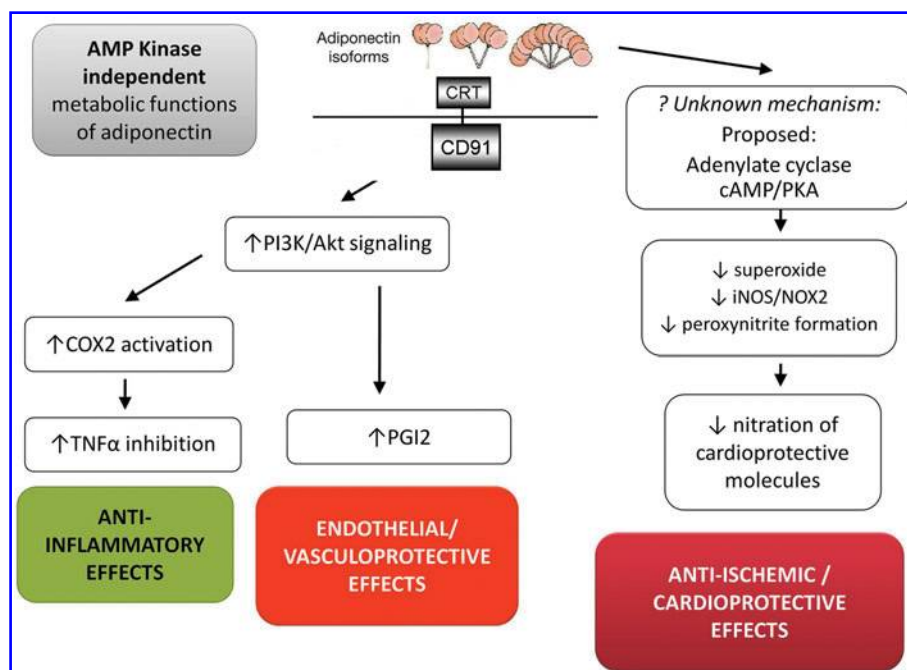 AMP Kinase
independent
metabolic functions
of adiponectin
Adiponectin
isoforms
CRT
CD91
? Unknown mechanism:
Proposed:
Adenylate cyclase
cAMP/PKA
↑PI3K/Akt signaling
↓ superoxide
↓ iNOS/NOX2
↓ peroxynitrite formation
↑COX2 activation
↑TNFα inhibition
↑PGI2
↓ nitration of
cardioprotective
molecules
ANTI-
INFLAMMATORY
EFFECTS
ENDOTHELIAL/
VASCULOPROTECTIVE
EFFECTS
ANTI-ISCHEMIC /
CARDIOPROTECTIVE
EFFECTS